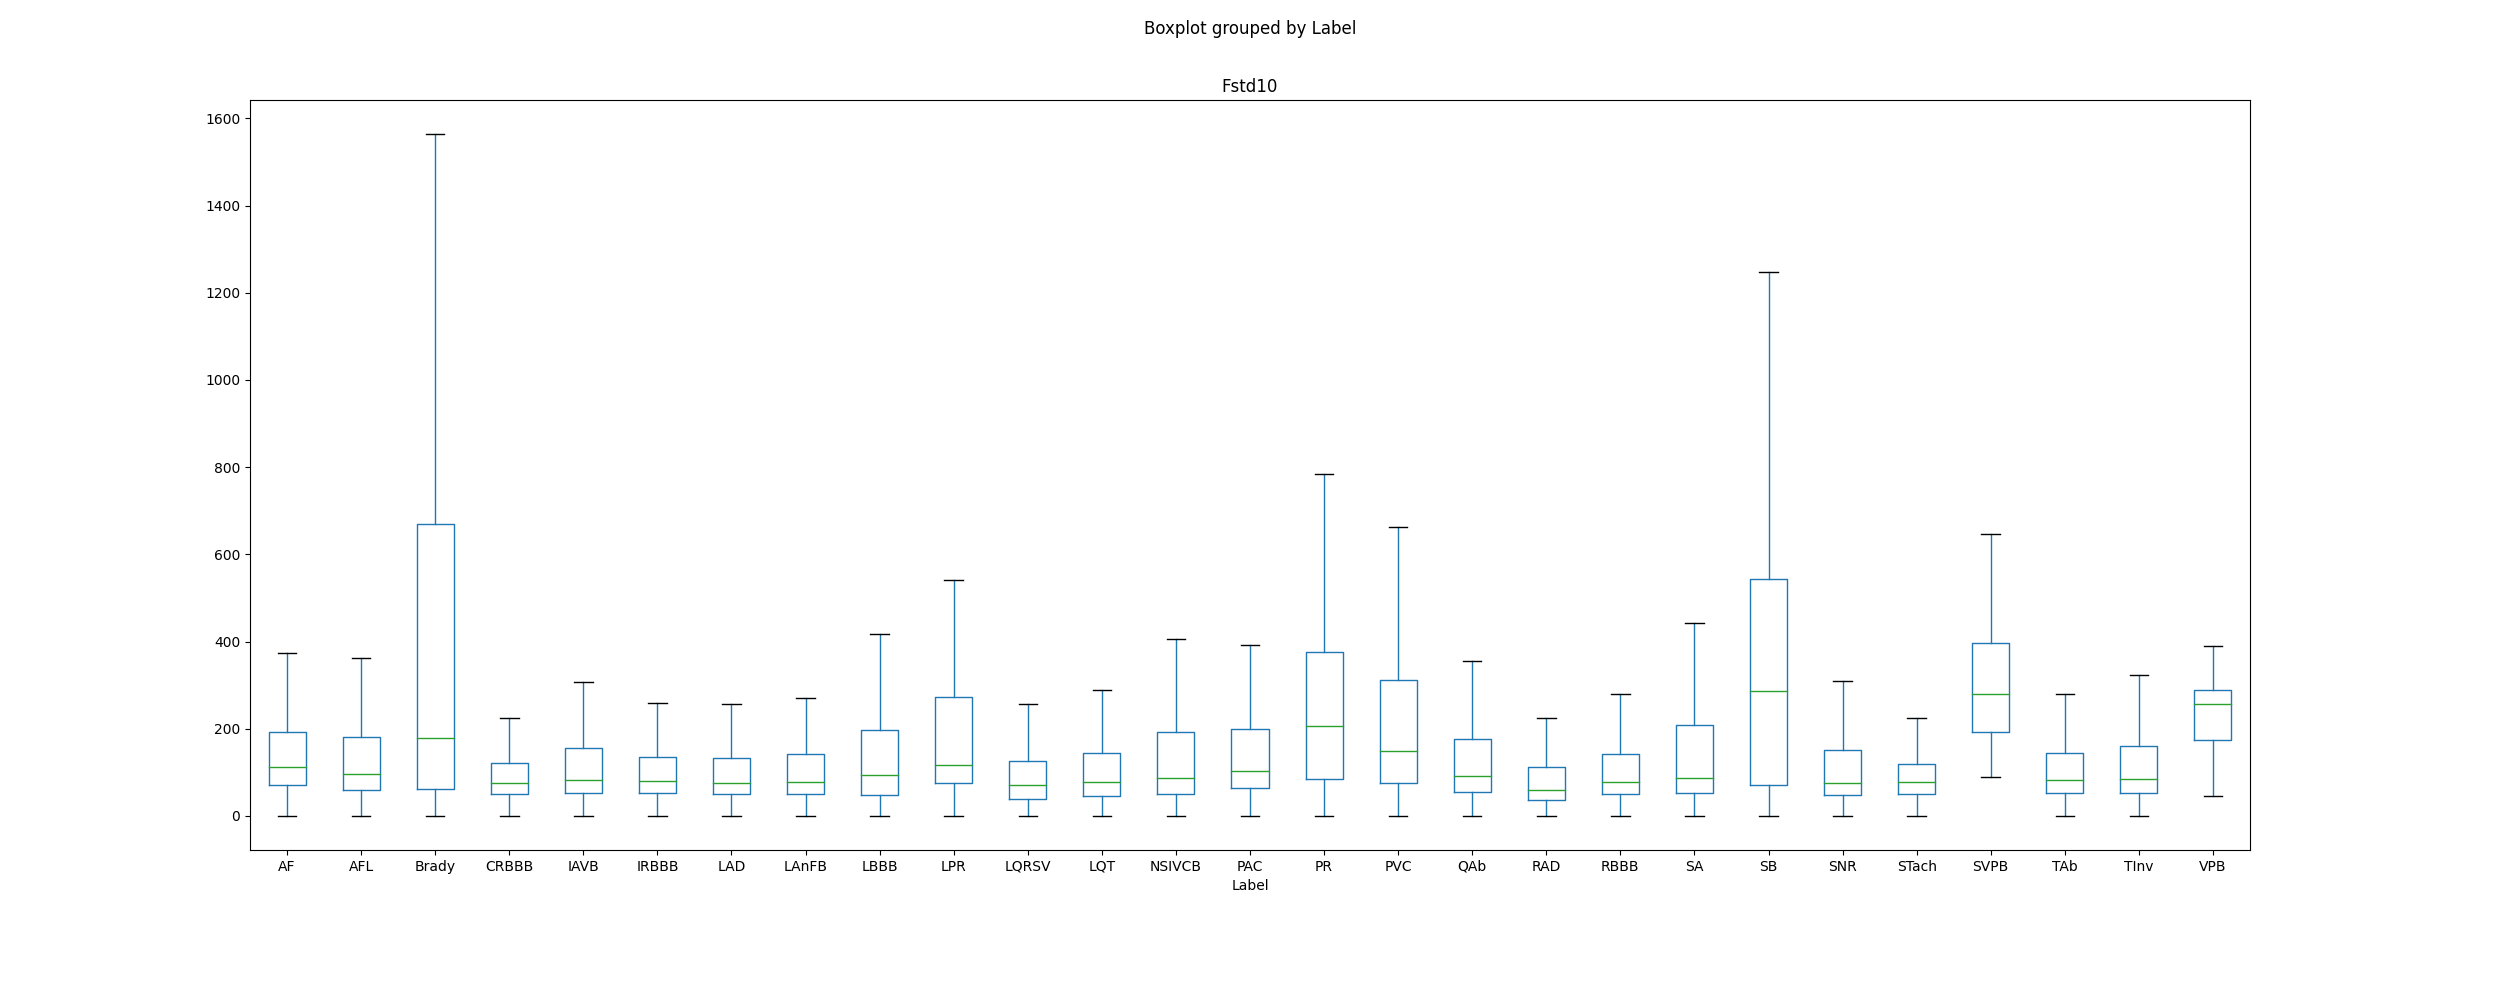 Boxplot grouped by Label
Fstd10
1600
1400
1200
1000
800
600
400
200
0
AF AFL Brady CRBBB IAVB IRBBB LAD LAnFB LBBB LPR LQRSV LQT NSIVCB PAC PR PVC QAb RAD RBBB SA SB SNR STach SVPB TAb TInv VPB
Label